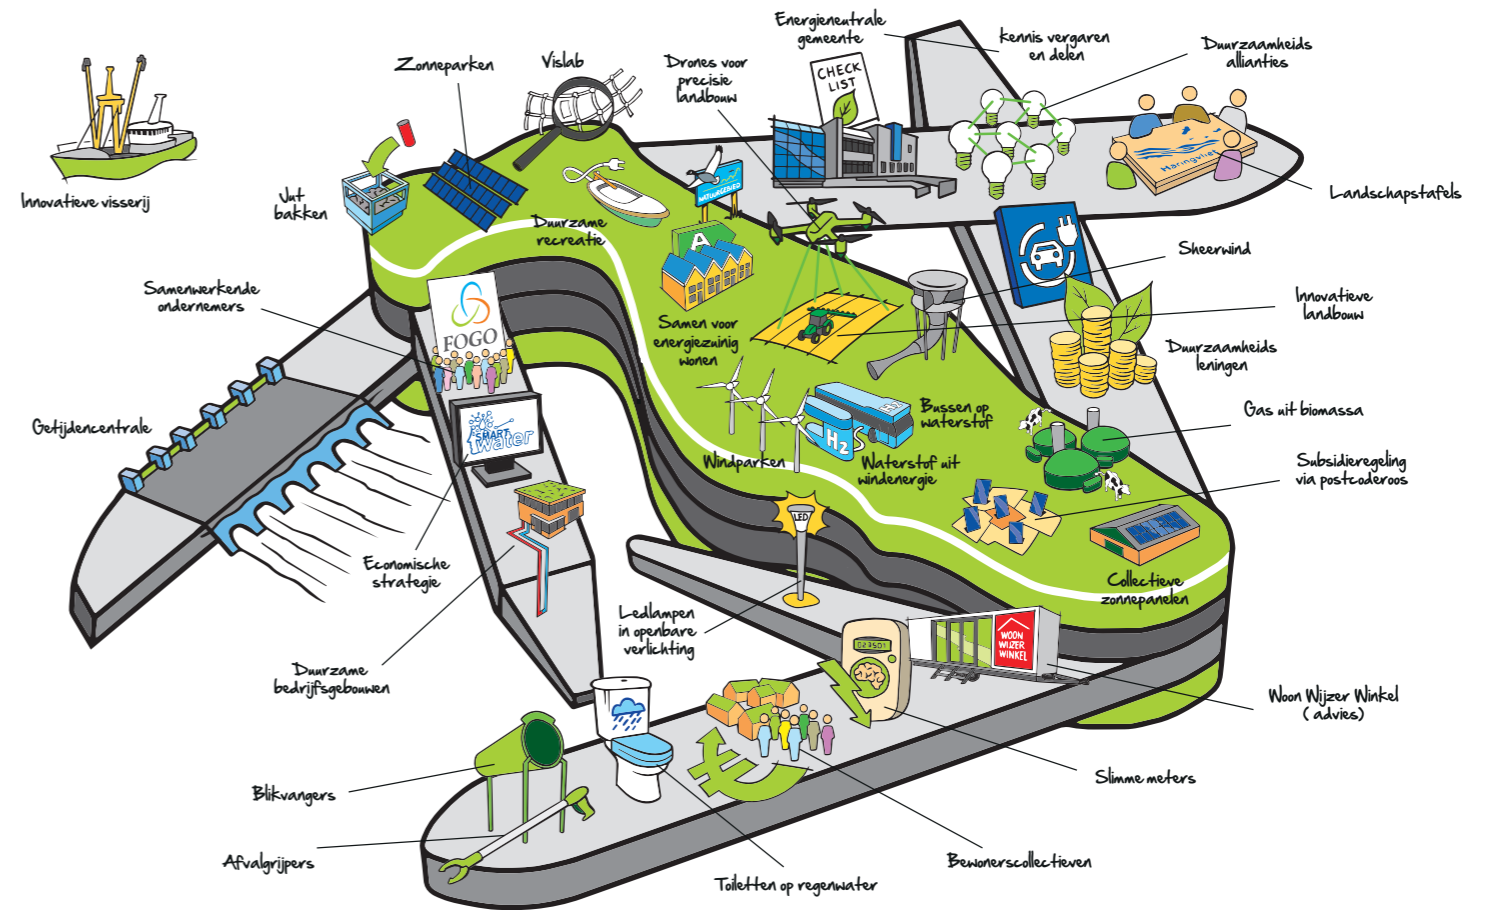 Energieneutrale
gemeente
kennis vergaren
en delen
Duurzaamheids
allianties
Zonneparken
Vislab
Drones voor
precisie
landbouw
CHECK
LIST
Innovatieve visserij
Jut
bakken
NATUURGEBIED
Haringvliet
Landschapstafels
Duurzame
recreatie
A
Sheerwind
Samenwerkende
ondernemers
FOGO
Innovatieve
landbouw
Samen voor
energiezuinig
wonen
Duurzaamheids
leningen
Getijdencentrale
SMART
Water
H2
H2
Bussen op
waterstof
Gas uit biomassa
Windparken
Waterstof uit
windenergie
Subsidieregeling
via postcoderoos
LED
Economische
strategie
Collectieve
zonnepanelen
Ledlampen
in openbare
verlichting
WOON
WIJZER
WINKEL
Duurzame
bedrijfsgebouwen
Woon Wijzer Winkel
( advies)
Slimme meters
Blikvangers
Afvalgrijpers
Bewonerscollectieven
Toiletten op regenwater